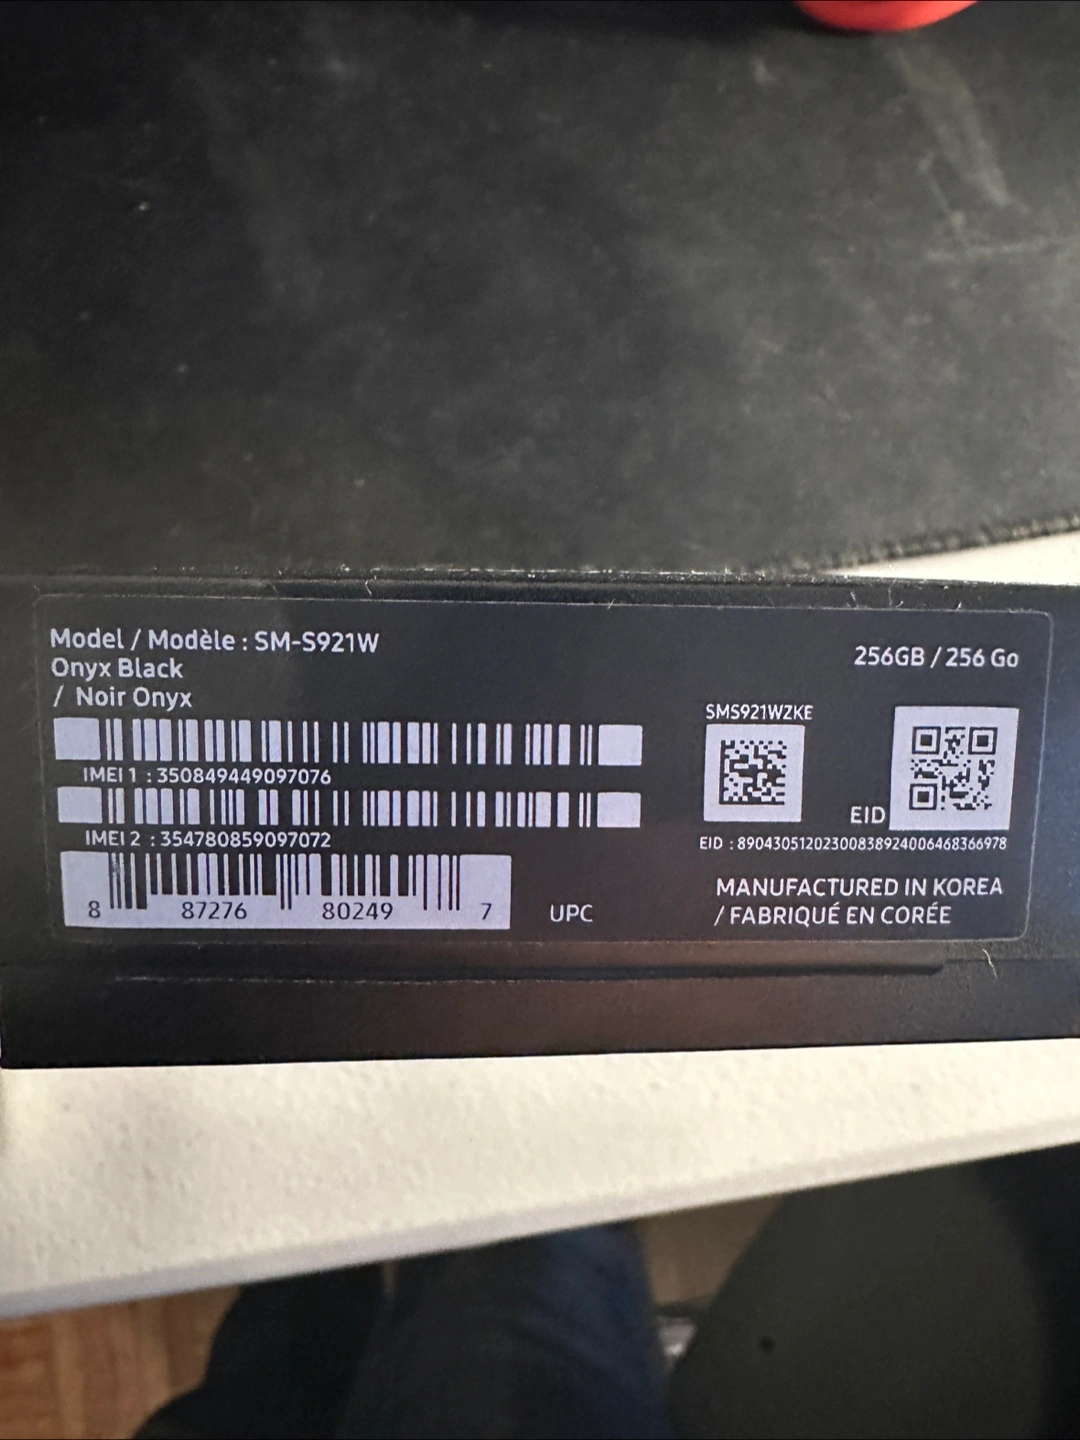 Model / Modèle : SM-S921W
Onyx Black
/ Noir Onyx
256GB / 256 Go
IMEI 1 : 350849449097076
IMEI 2 : 354780859097072
8 87276 80249 7
UPC
SMS921WZKE
EID
EID : 89043051202300838924006468366978
MANUFACTURED IN KOREA
/ FABRIQUÉ EN CORÉE